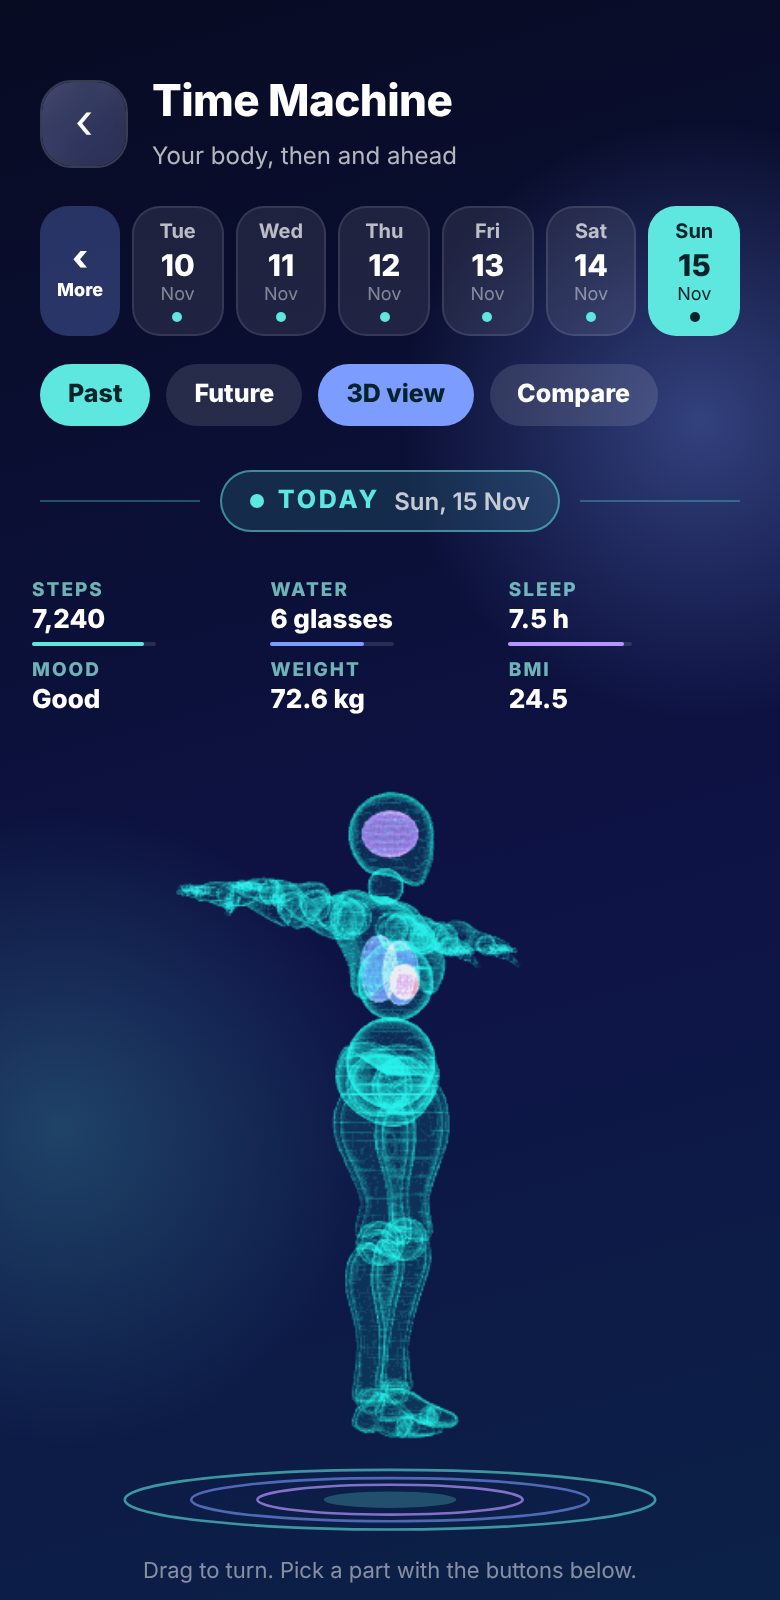 Time Machine
Your body, then and ahead
More
Tue 10 Nov
Wed 11 Nov
Thu 12 Nov
Fri 13 Nov
Sat 14 Nov
Sun 15 Nov
Past Future 3D view Compare
TODAY Sun, 15 Nov
STEPS WATER SLEEP
7,240 6 glasses 7.5 h
MOOD WEIGHT BMI
Good 72.6 kg 24.5
Drag to turn. Pick a part with the buttons below.